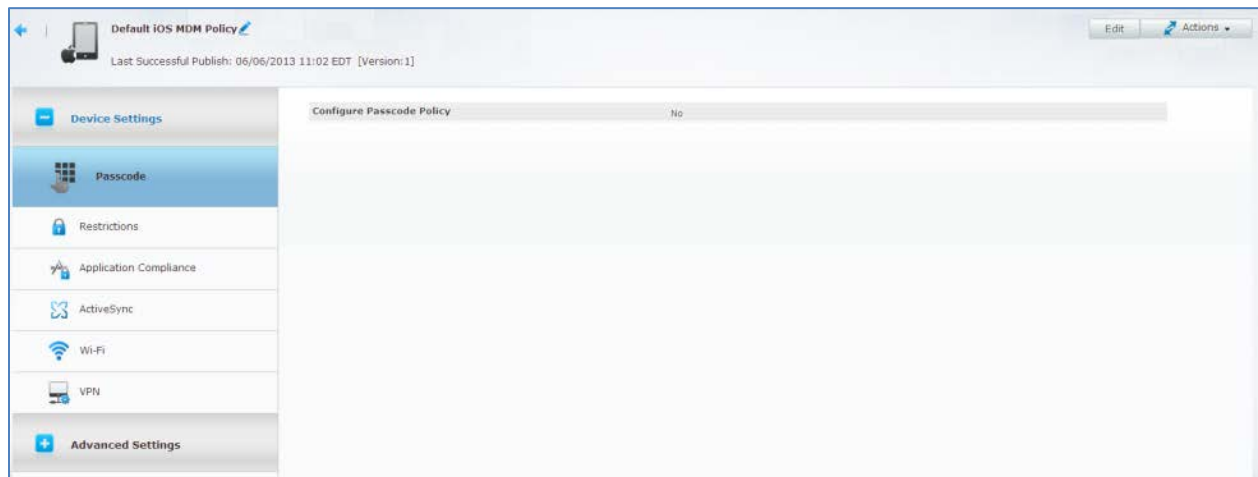 Default iOS MDM Policy
Edit
Actions
Last Successful Publish: 06/06/2013 11:02 EDT [Version:1]
Device Settings
Configure Passcode Policy No
Passcode
Restrictions
Application Compliance
ActiveSync
Wi-Fi
VPN
Advanced Settings